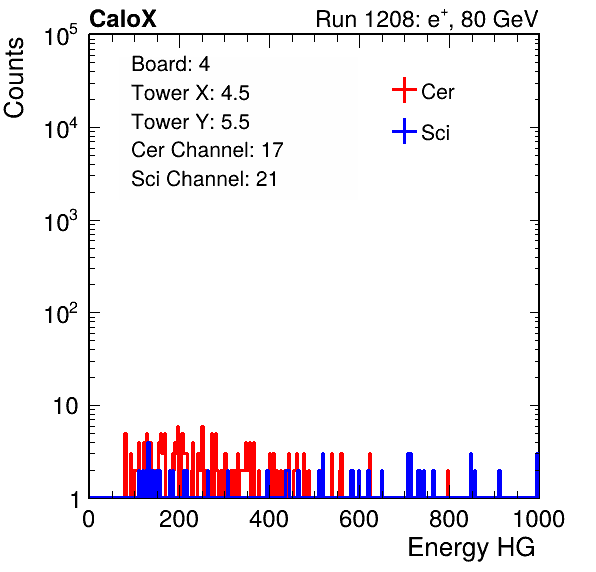 CaloX Run 1208: e⁺, 80 GeV
Counts
10⁵
10⁴
10³
10²
10
1
Board: 4
Tower X: 4.5
Tower Y: 5.5
Cer Channel: 17
Sci Channel: 21
Cer
Sci
0 200 400 600 800 1000
Energy HG